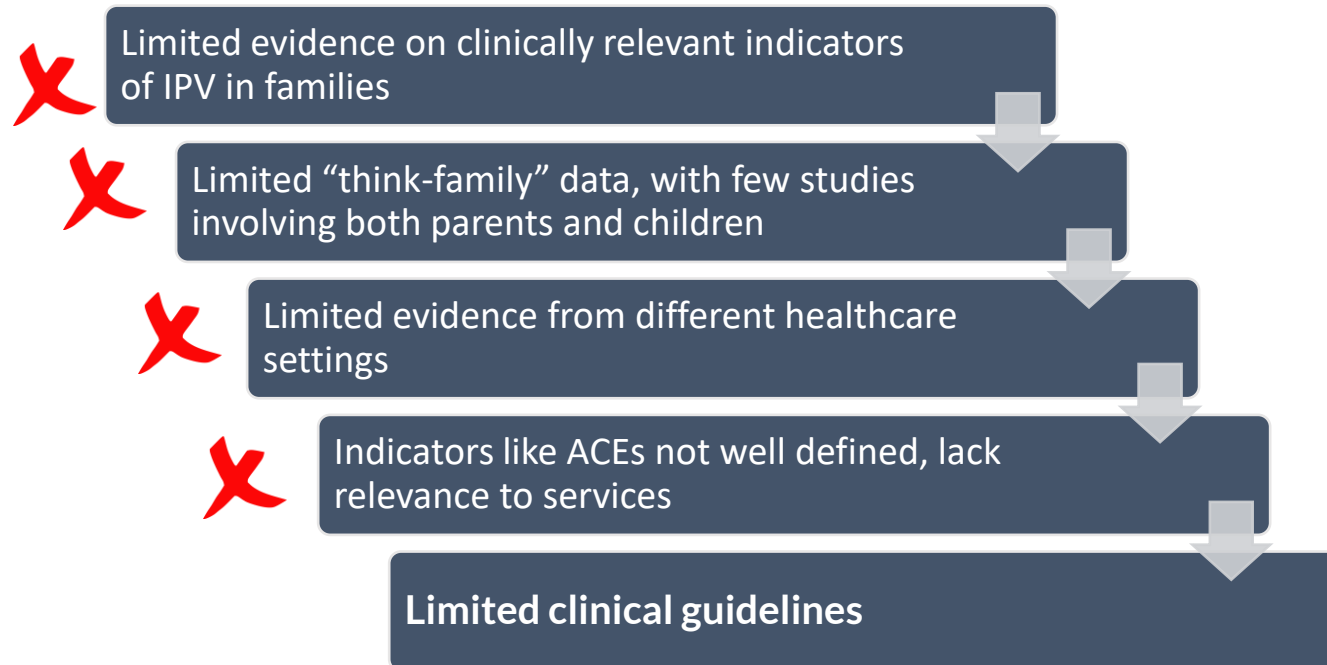 Limited evidence on clinically relevant indicators
of IPV in families
Limited “think-family” data, with few studies
involving both parents and children
Limited evidence from different healthcare
settings
Indicators like ACEs not well defined, lack
relevance to services
Limited clinical guidelines